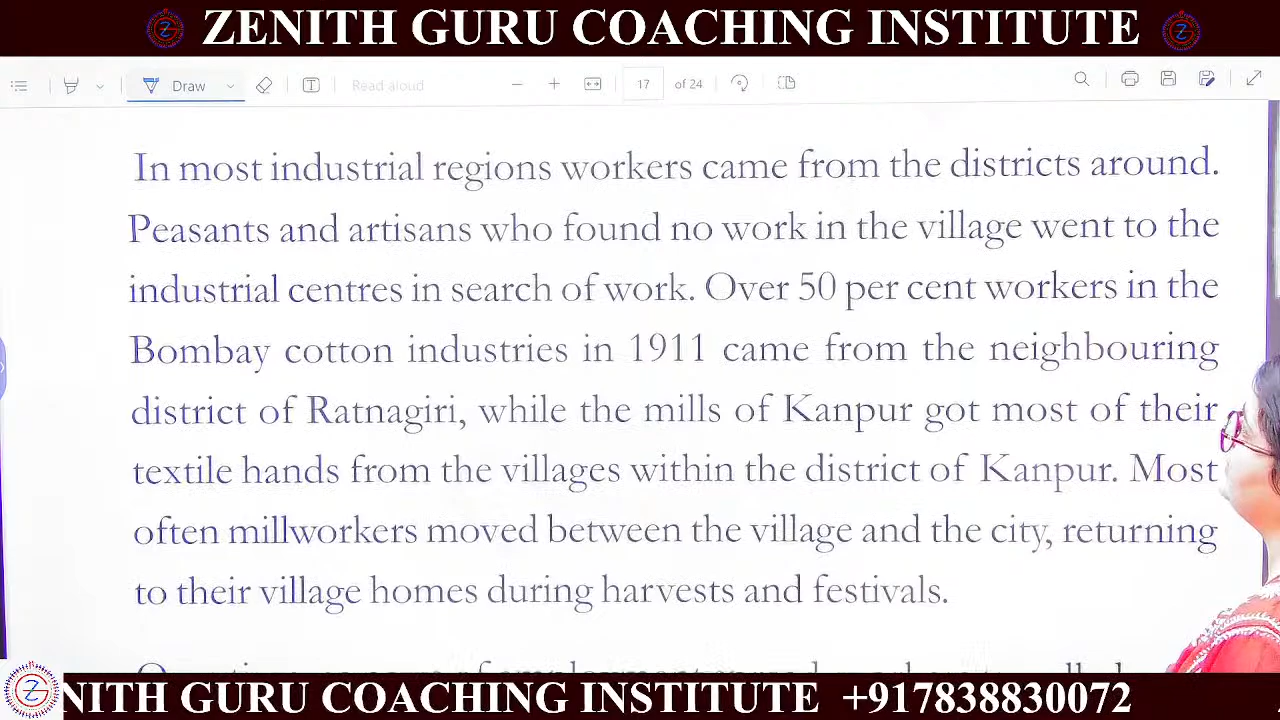 ZENITH GURU COACHING INSTITUTE
Draw
Read aloud
17 of 24
In most industrial regions workers came from the districts around.
Peasants and artisans who found no work in the village went to the
industrial centres in search of work. Over 50 per cent workers in the
Bombay cotton industries in 1911 came from the neighbouring
district of Ratnagiri, while the mills of Kanpur got most of their
textile hands from the villages within the district of Kanpur. Most
often millworkers moved between the village and the city, returning
to their village homes during harvests and festivals.
NITH GURU COACHING INSTITUTE +917838830072